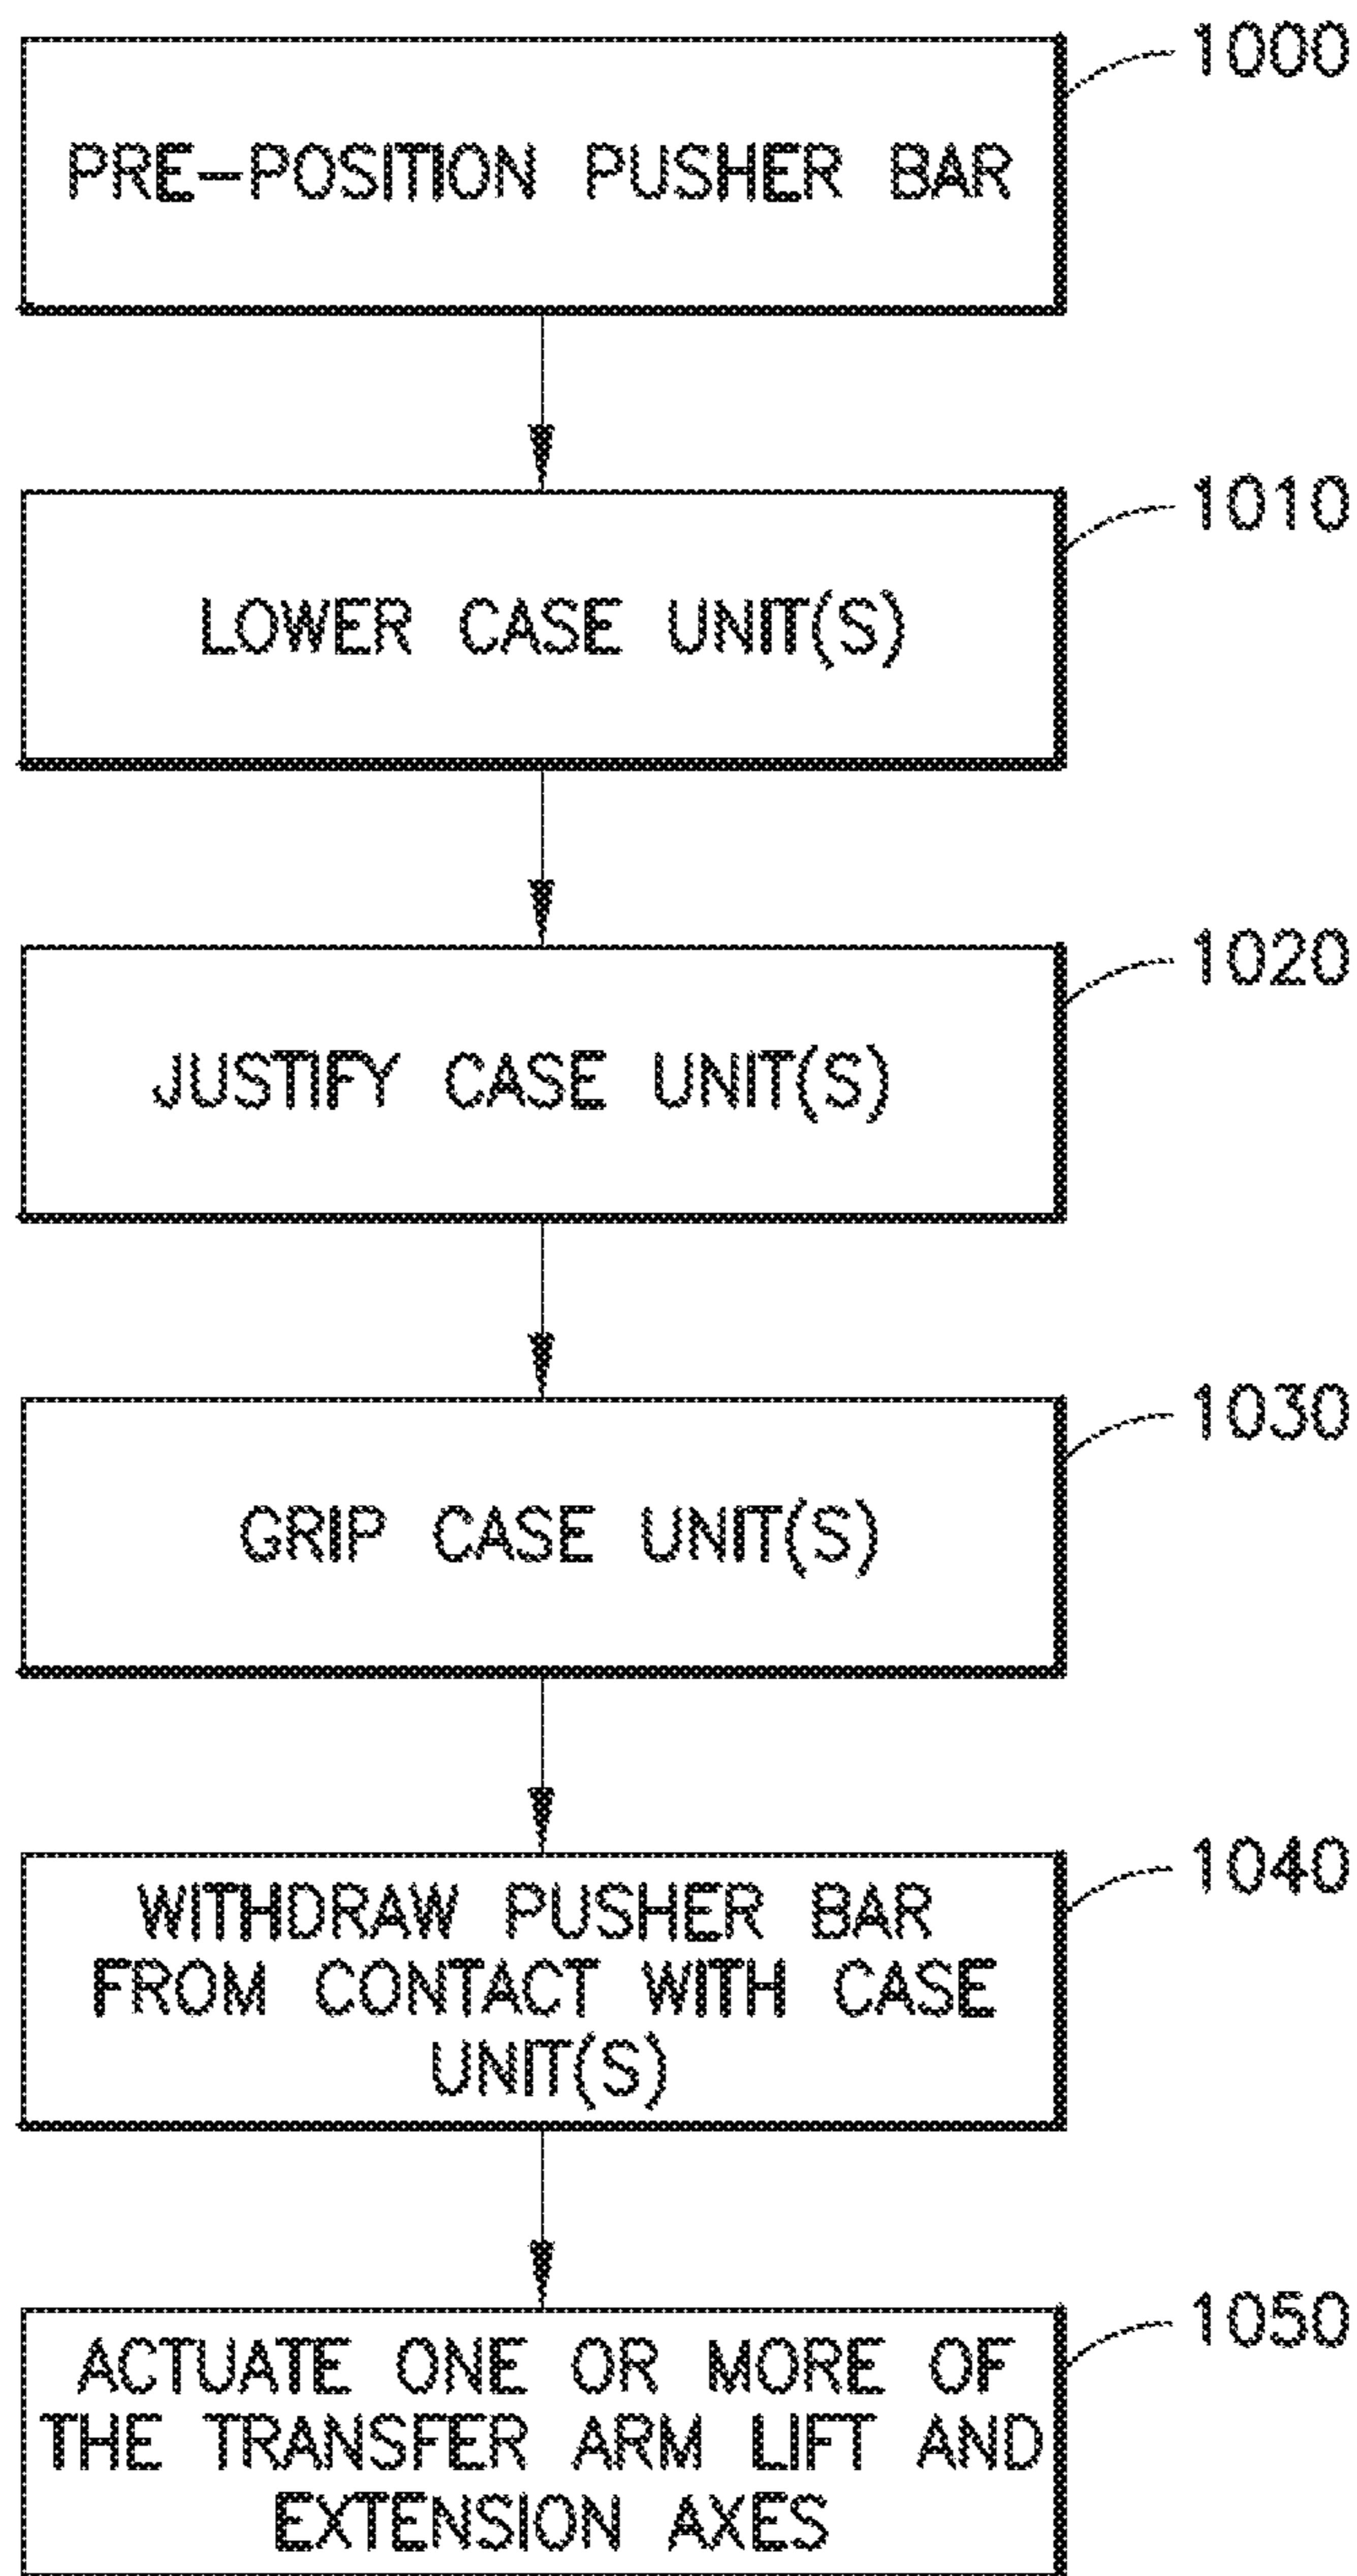 1000
PRE-POSITION PUSHER BAR
1010
LOWER CASE UNIT(S)
1020
JUSTIFY CASE UNIT(S)
1030
GRIP CASE UNIT(S)
1040
WITHDRAW PUSHER BAR
FROM CONTACT WITH CASE
UNIT(S)
1050
ACTUATE ONE OR MORE OF
THE TRANSFER ARM LIFT AND
EXTENSION AXES